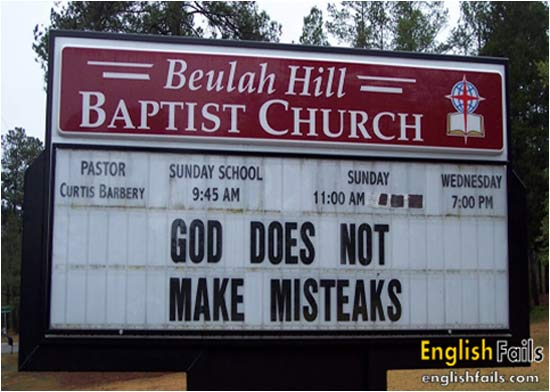 Beulah Hill
BAPTIST CHURCH
PASTOR SUNDAY SCHOOL SUNDAY WEDNESDAY
CURTIS BARBERY 9:45 AM 11:00 AM 7:00 PM
GOD DOES NOT
MAKE MISTEAKS
English Fails
englishfails.com